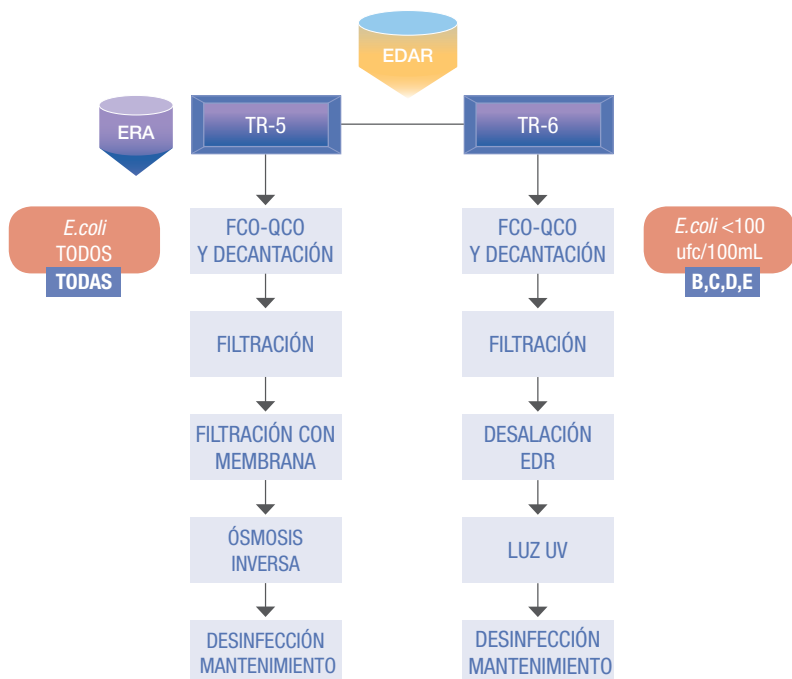 EDAR
ERA
TR-5
TR-6
E.coli
TODOS
TODAS
FCO-QCO
Y DECANTACIÓN
FCO-QCO
Y DECANTACIÓN
E.coli <100
ufc/100mL
B,C,D,E
FILTRACIÓN
FILTRACIÓN
FILTRACIÓN CON
MEMBRANA
DESALACIÓN
EDR
ÓSMOSIS
INVERSA
LUZ UV
DESINFECCIÓN
MANTENIMIENTO
DESINFECCIÓN
MANTENIMIENTO